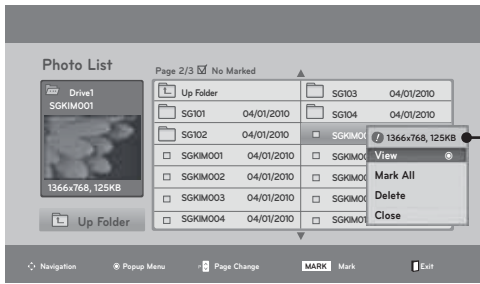 Photo List
Page 2/3 No Marked
Drive1
SGKIM001
1366x768, 125KB
Up Folder
Up Folder
SG101 04/01/2010
SG102 04/01/2010
SGKIM001 04/01/2010
SGKIM002 04/01/2010
SGKIM003 04/01/2010
SGKIM004 04/01/2010
SG103 04/01/2010
SG104 04/01/2010
1366x768, 125KB
View
Mark All
Delete
Close
Navigation
Popup Menu
Page Change
MARK Mark
Exit